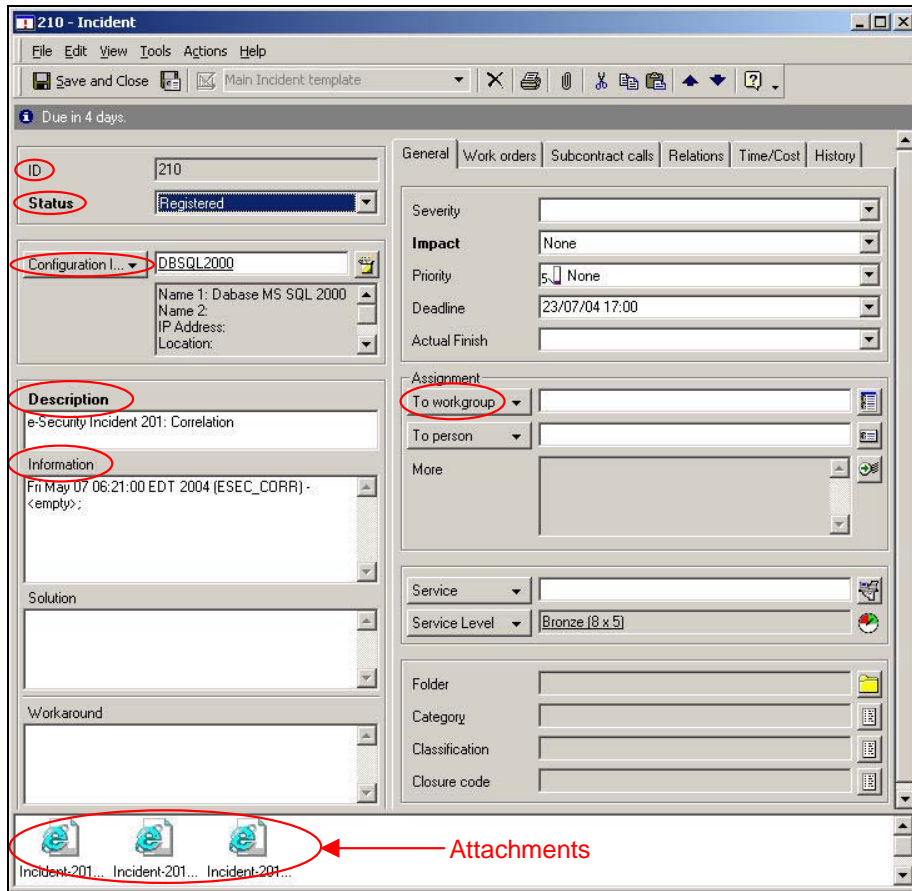 210 - Incident
File Edit View Tools Actions Help
Save and Close Main Incident template
Due in 4 days.
ID 210
Status Registered
Configuration I... DBSQL2000
Name 1: Dabase MS SQL 2000
Name 2:
IP Address:
Location:
Description
e-Security Incident 201: Correlation
Information
Fri May 07 06:21:00 EDT 2004 (ESEC_CORR) -
<empty>;
Solution
Workaround
General Work orders Subcontract calls Relations Time/Cost History
Severity
Impact None
Priority 5 None
Deadline 23/07/04 17:00
Actual Finish
Assignment
To workgroup
To person
More
Service
Service Level Bronze (8 x 5)
Folder
Category
Classification
Closure code
Incident-201... Incident-201... Incident-201...
Attachments